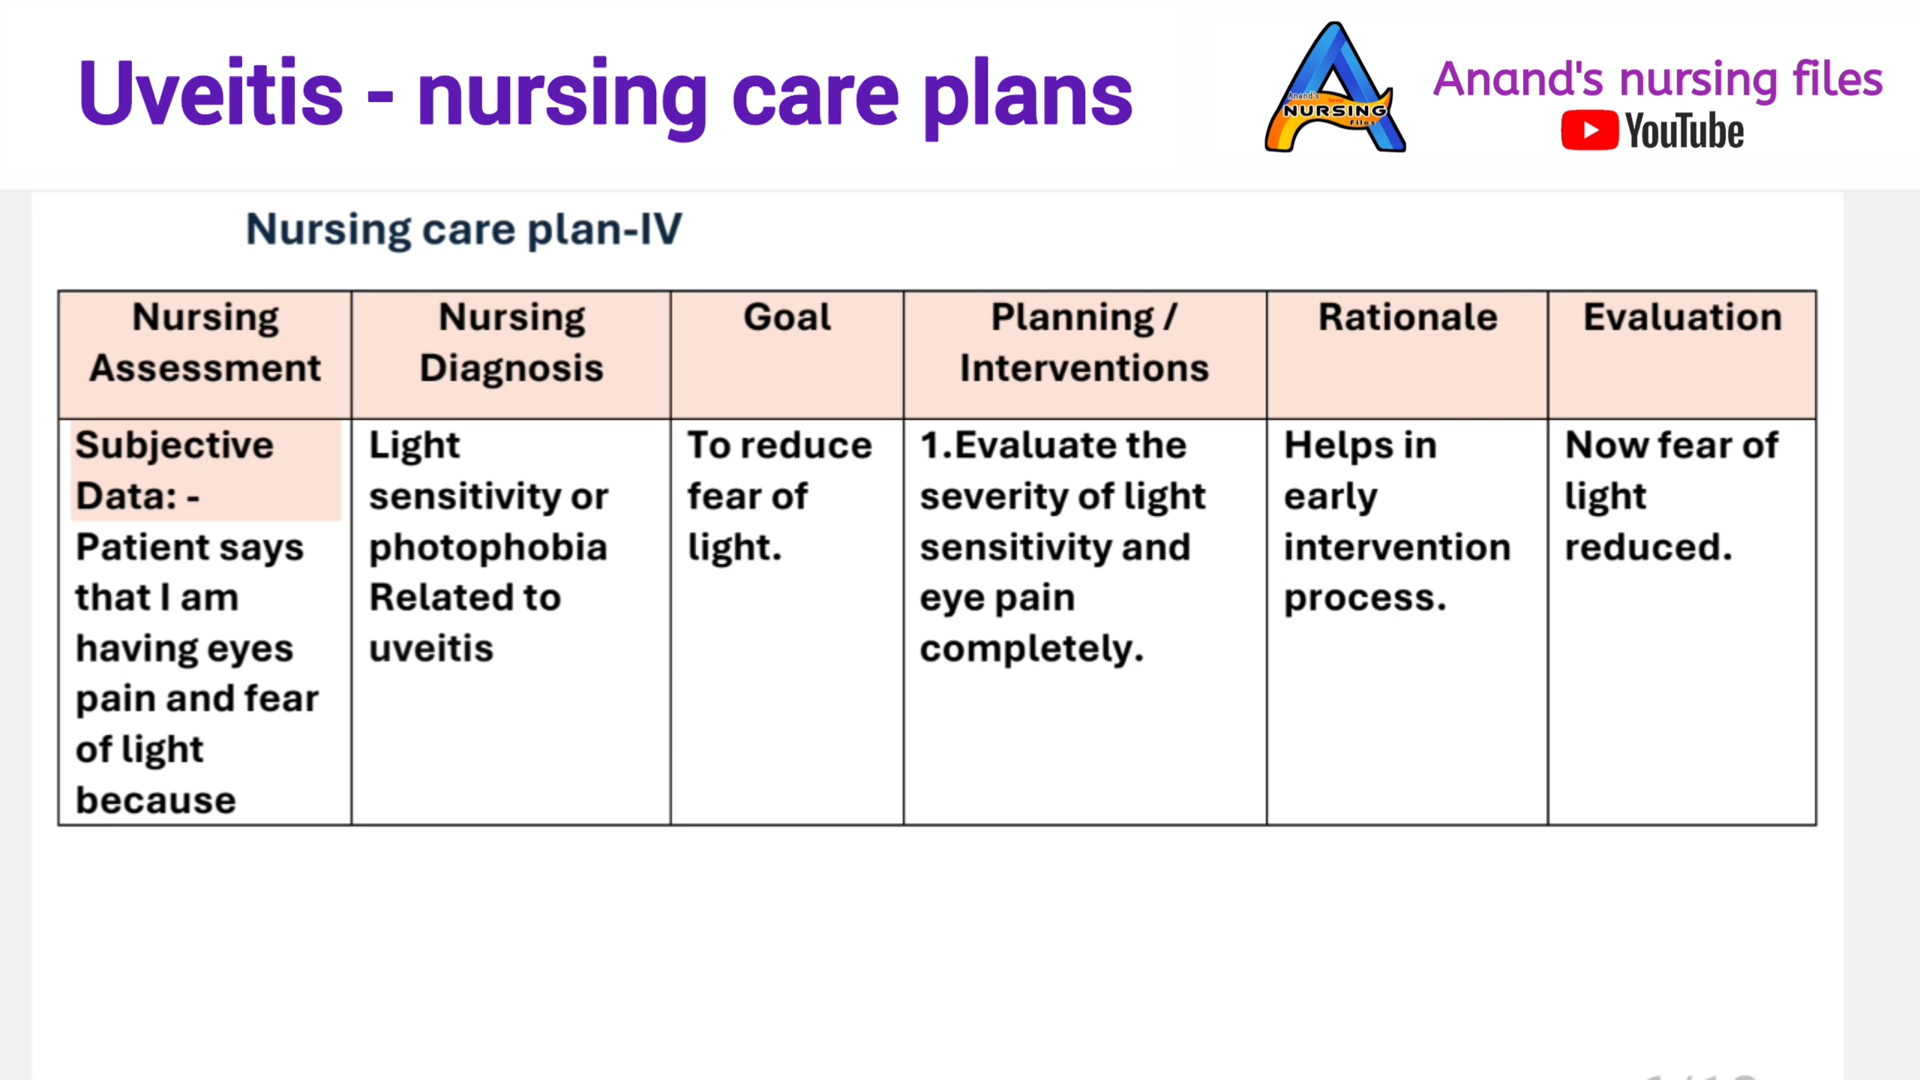 Uveitis - nursing care plans
Anand's
NURSING
Files
Anand's nursing files
YouTube
Nursing care plan-IV
Nursing
Assessment
Nursing
Diagnosis
Goal
Planning /
Interventions
Rationale
Evaluation
Subjective
Data: -
Patient says
that I am
having eyes
pain and fear
of light
because
Light
sensitivity or
photophobia
Related to
uveitis
To reduce
fear of
light.
1.Evaluate the
severity of light
sensitivity and
eye pain
completely.
Helps in
early
intervention
process.
Now fear of
light
reduced.